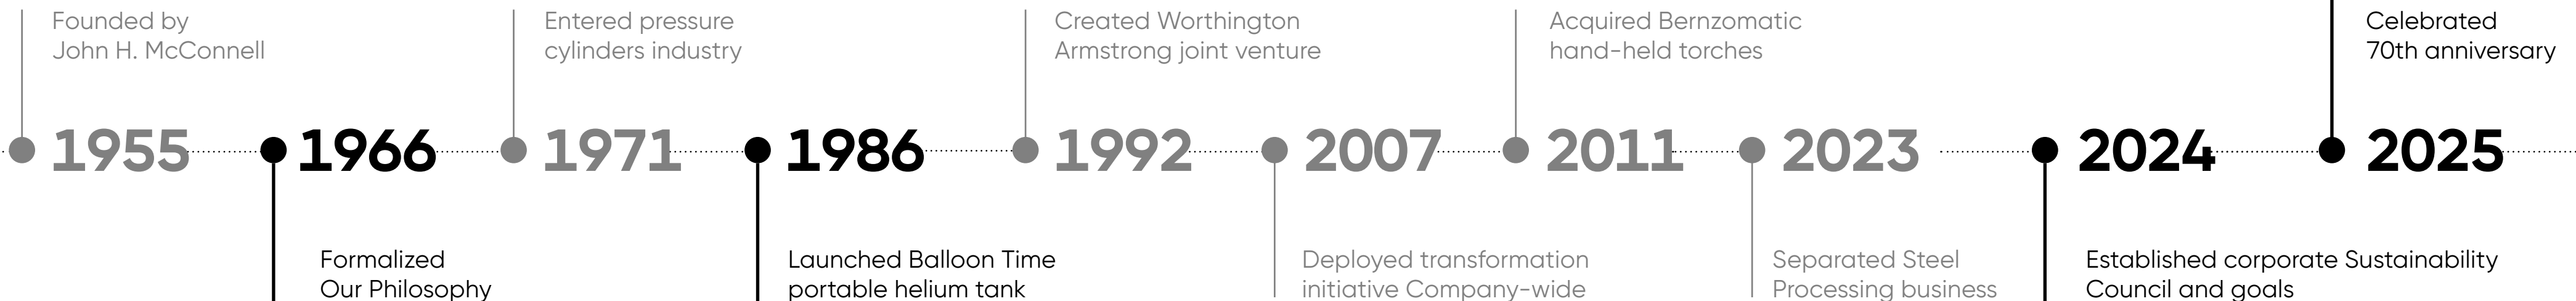 Founded by
John H. McConnell
Entered pressure
cylinders industry
Created Worthington
Armstrong joint venture
Acquired Bernzomatic
hand-held torches
Celebrated
70th anniversary
1955
1966
1971
1986
1992
2007
2011
2023
2024
2025
Formalized
Our Philosophy
Launched Balloon Time
portable helium tank
Deployed transformation
initiative Company-wide
Separated Steel
Processing business
Established corporate Sustainability
Council and goals